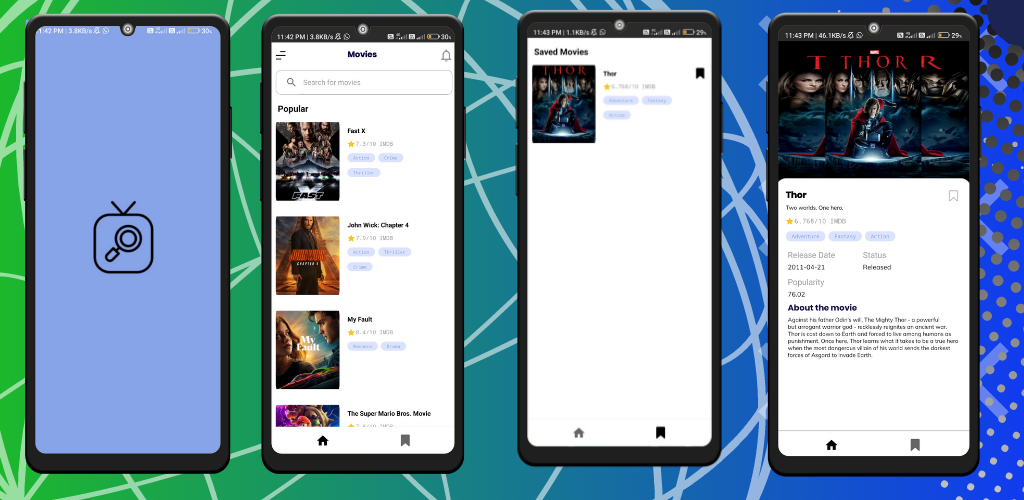 11:42 PM | 3.8KB/s
30%
11:42 PM | 3.8KB/s
30%
Movies
Search for movies
Popular
Fast X
7.3/10 IMDB
Action
Crime
Thriller
FAST
John Wick: Chapter 4
7.9/10 IMDB
Action
Thriller
Crime
CHAPTER 4
My Fault
8.4/10 IMDB
Romance
Drama
My
Fault
The Super Mario Bros. Movie
11:43 PM | 1.1KB/s
29%
Saved Movies
THOR
Thor
6.768/10 IMDB
Adventure
Fantasy
Action
11:43 PM | 46.1KB/s
29%
MARVEL
T THOR R
Thor
Two worlds. One hero.
6.768/10 IMDB
Adventure
Fantasy
Action
Release Date
Status
2011-04-21
Released
Popularity
76.02
About the movie
Against his father Odin's will, The Mighty Thor - a powerful
but arrogant warrior god - recklessly reignites an ancient war.
Thor is cast down to Earth and forced to live among humans as
punishment. Once here, Thor learns what it takes to be a true hero
when the most dangerous villain of his world sends the darkest
forces of Asgard to invade Earth.